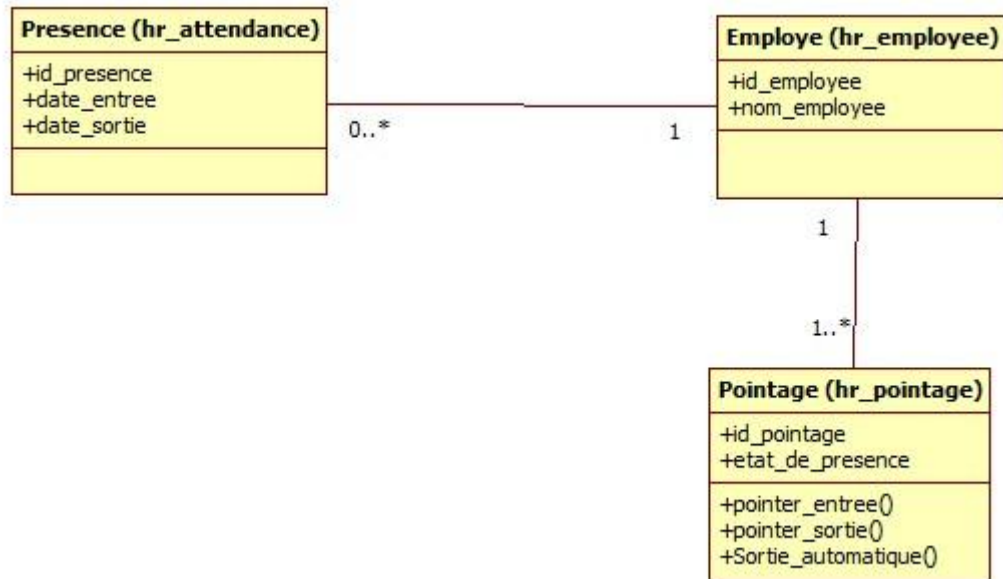 Presence (hr_attendance)
+id_presence
+date_entree
+date_sortie
0..*
1
Employe (hr_employee)
+id_employee
+nom_employee
1
1..*
Pointage (hr_pointage)
+id_pointage
+etat_de_presence
+pointer_entree()
+pointer_sortie()
+Sortie_automatique()